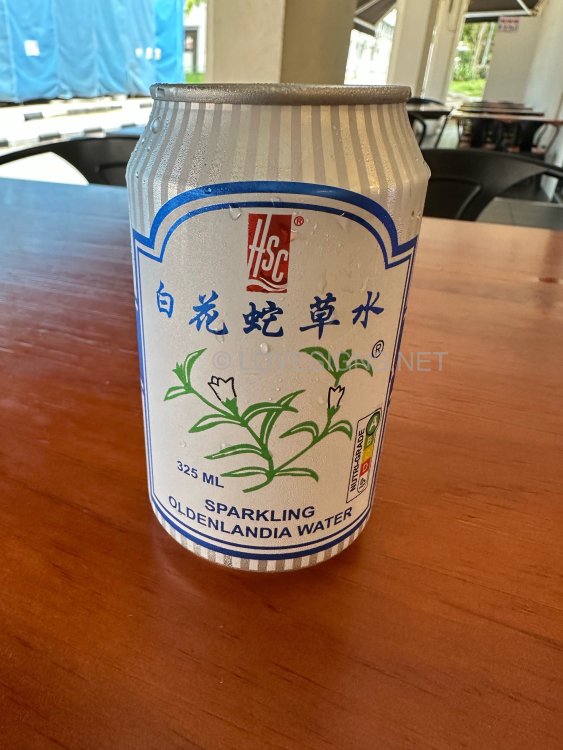 HSC®
白花蛇草水
®
325 ML
NUTRI-GRADE
A
SPARKLING
OLDENLANDIA WATER